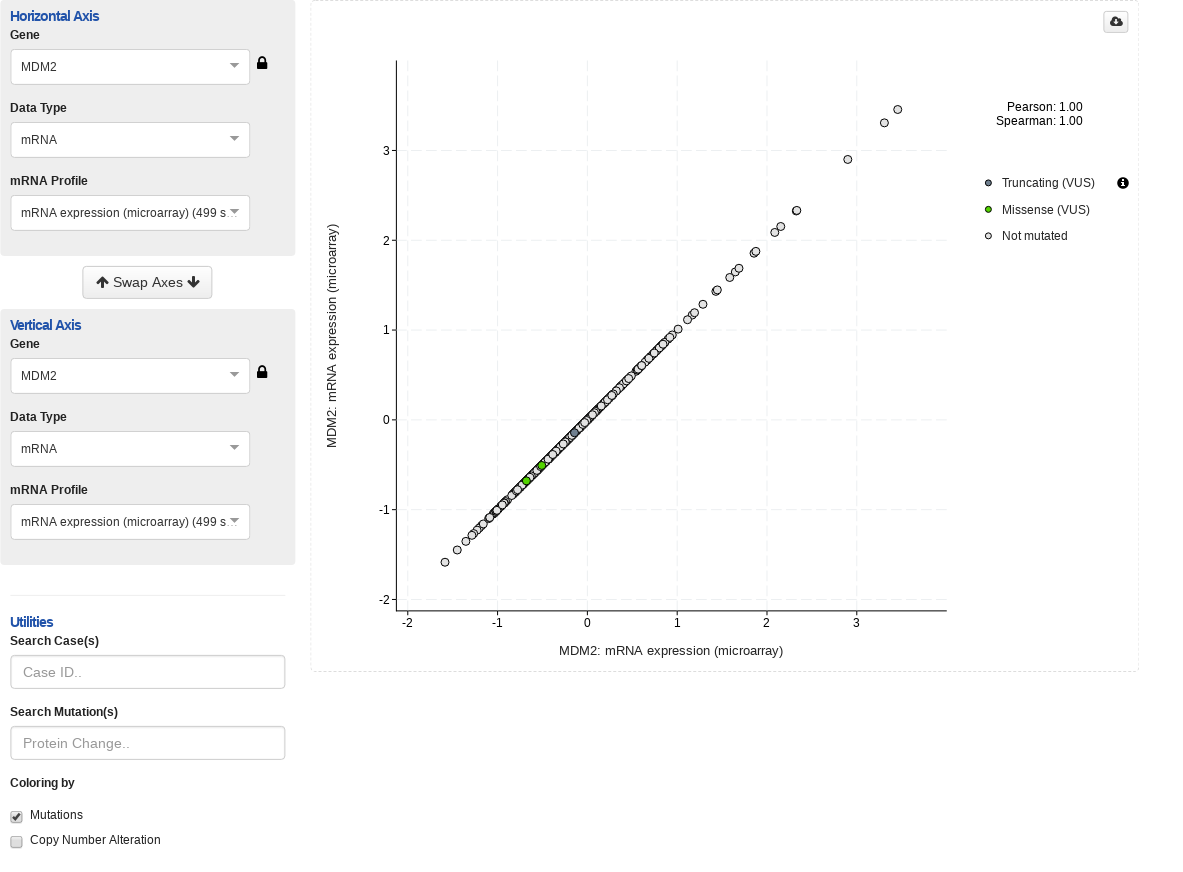 Horizontal Axis
Gene
MDM2
Data Type
mRNA
mRNA Profile
mRNA expression (microarray) (499 s...
Swap Axes
Vertical Axis
Gene
MDM2
Data Type
mRNA
mRNA Profile
mRNA expression (microarray) (499 s...
Utilities
Search Case(s)
Case ID..
Search Mutation(s)
Protein Change..
Coloring by
Mutations
Copy Number Alteration
MDM2: mRNA expression (microarray)
3
2
1
0
-1
-2
-2 -1 0 1 2 3
MDM2: mRNA expression (microarray)
Pearson: 1.00
Spearman: 1.00
Truncating (VUS)
Missense (VUS)
Not mutated